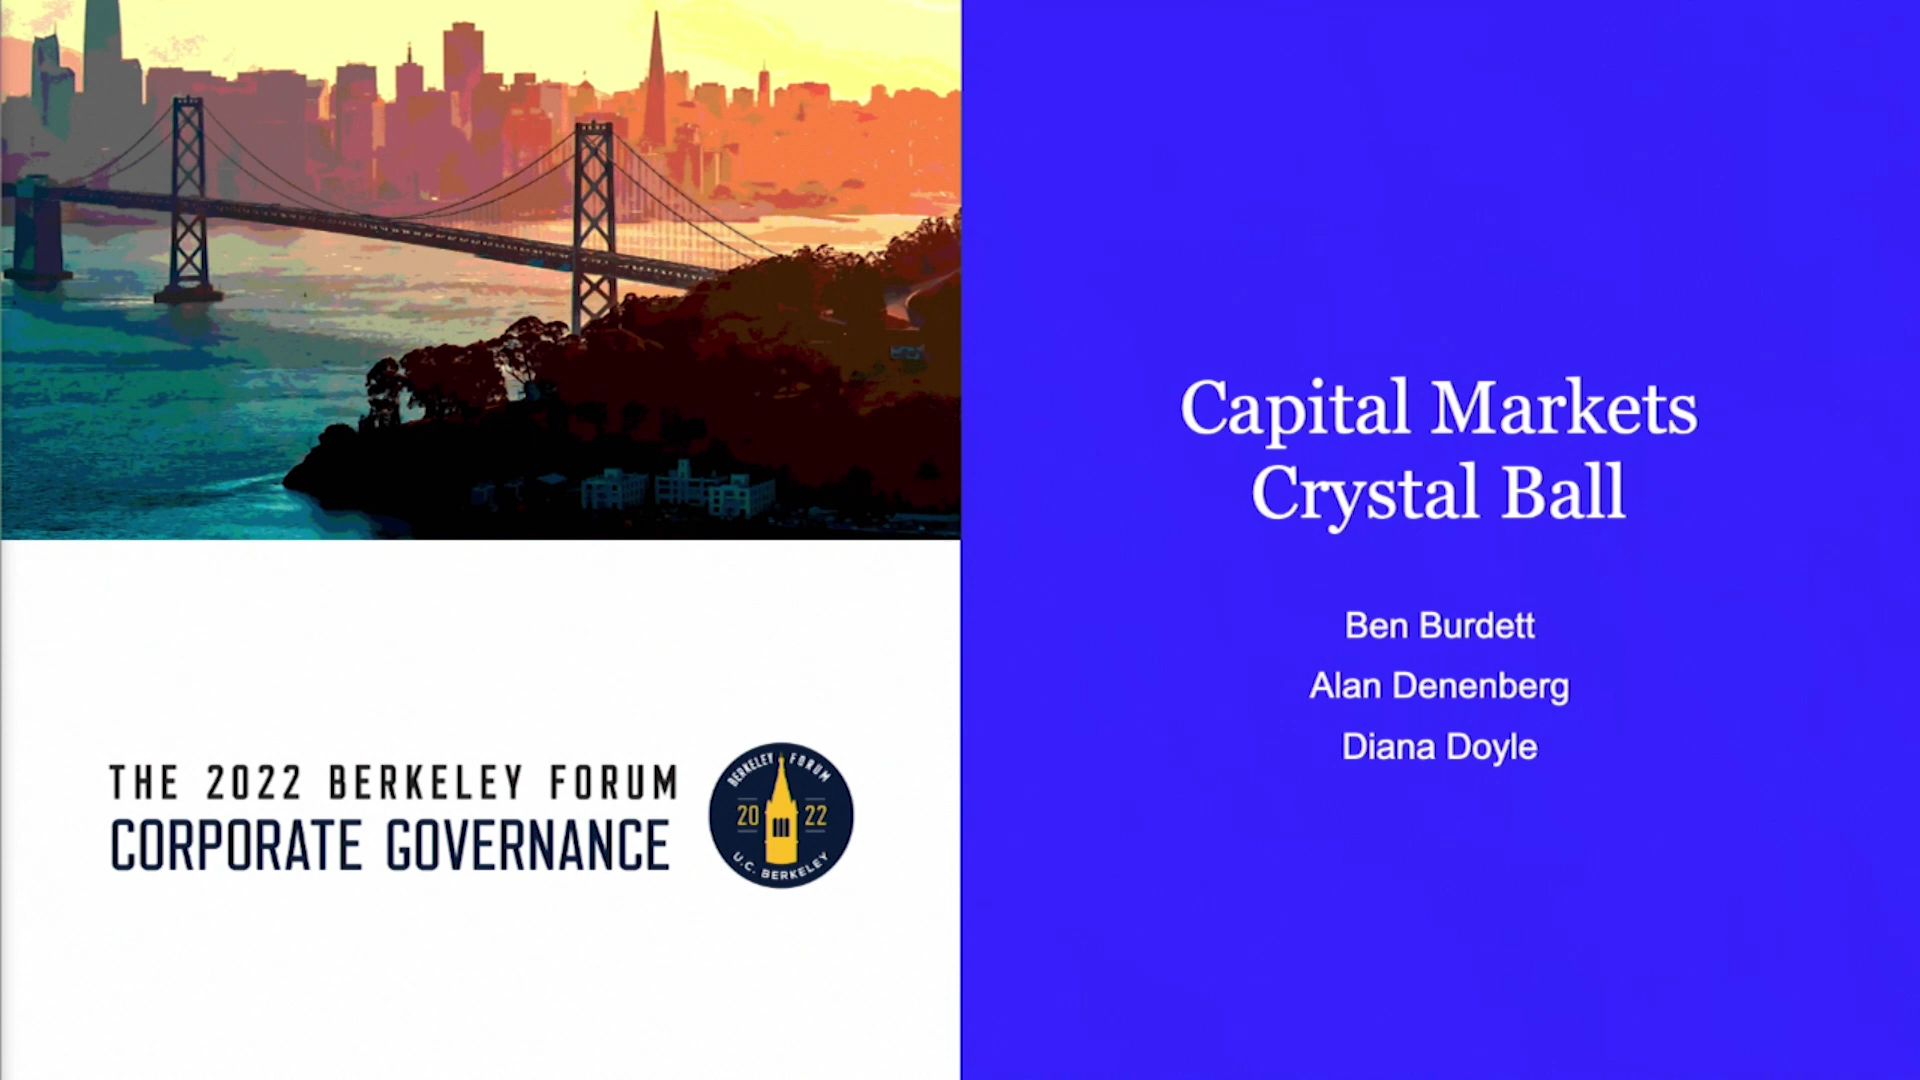 Capital Markets
Crystal Ball
Ben Burdett
Alan Denenberg
Diana Doyle
THE 2022 BERKELEY FORUM
CORPORATE GOVERNANCE
BERKELEY FORUM
20 22
U.C. BERKELEY